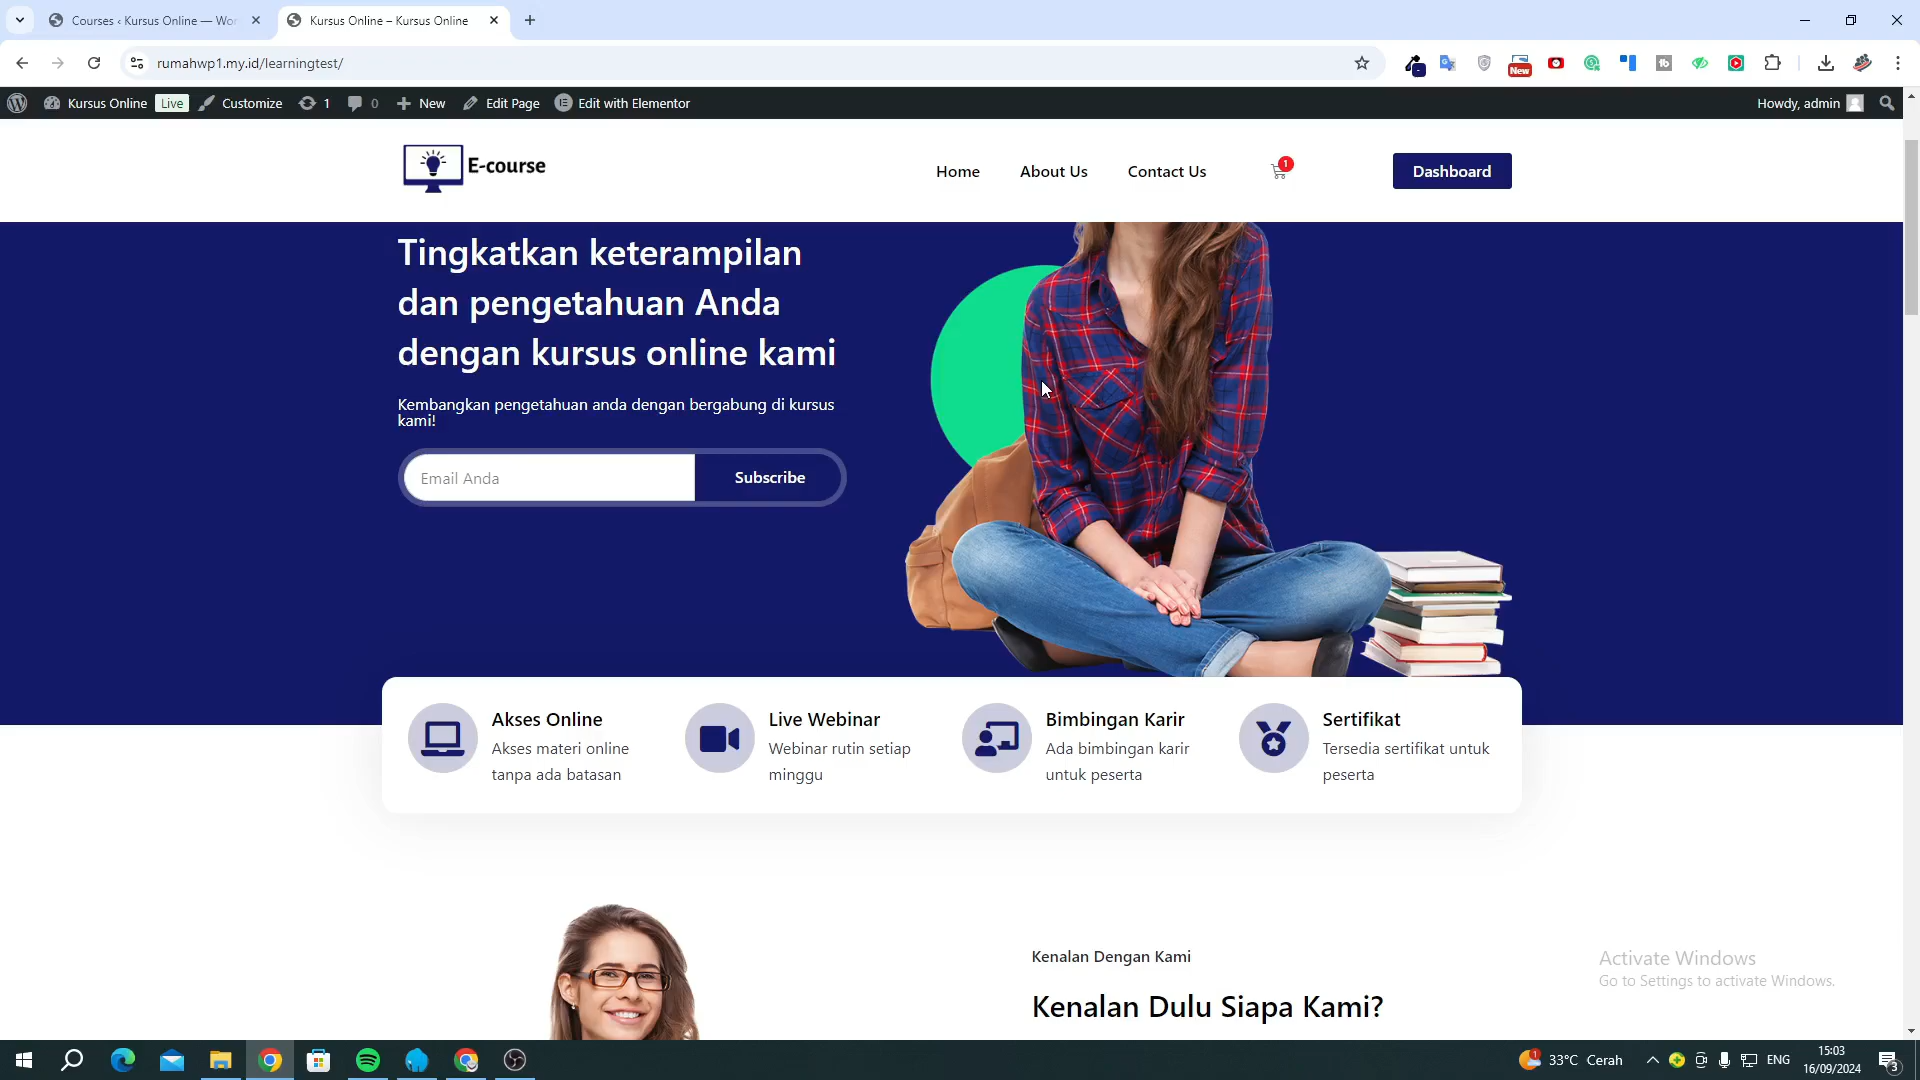 Courses ‹ Kursus Online — Wor
Kursus Online – Kursus Online
rumahwp1.my.id/learningtest/
New
Kursus Online
Live
Customize
1
0
New
Edit Page
Edit with Elementor
Howdy, admin
E-course
Home
About Us
Contact Us
1
Dashboard
Tingkatkan keterampilan
dan pengetahuan Anda
dengan kursus online kami
Kembangkan pengetahuan anda dengan bergabung di kursus
kami!
Email Anda
Subscribe
Akses Online
Akses materi online
tanpa ada batasan
Live Webinar
Webinar rutin setiap
minggu
Bimbingan Karir
Ada bimbingan karir
untuk peserta
Sertifikat
Tersedia sertifikat untuk
peserta
Kenalan Dengan Kami
Kenalan Dulu Siapa Kami?
Activate Windows
Go to Settings to activate Windows.
1
33°C Cerah
ENG
15:03
16/09/2024
3